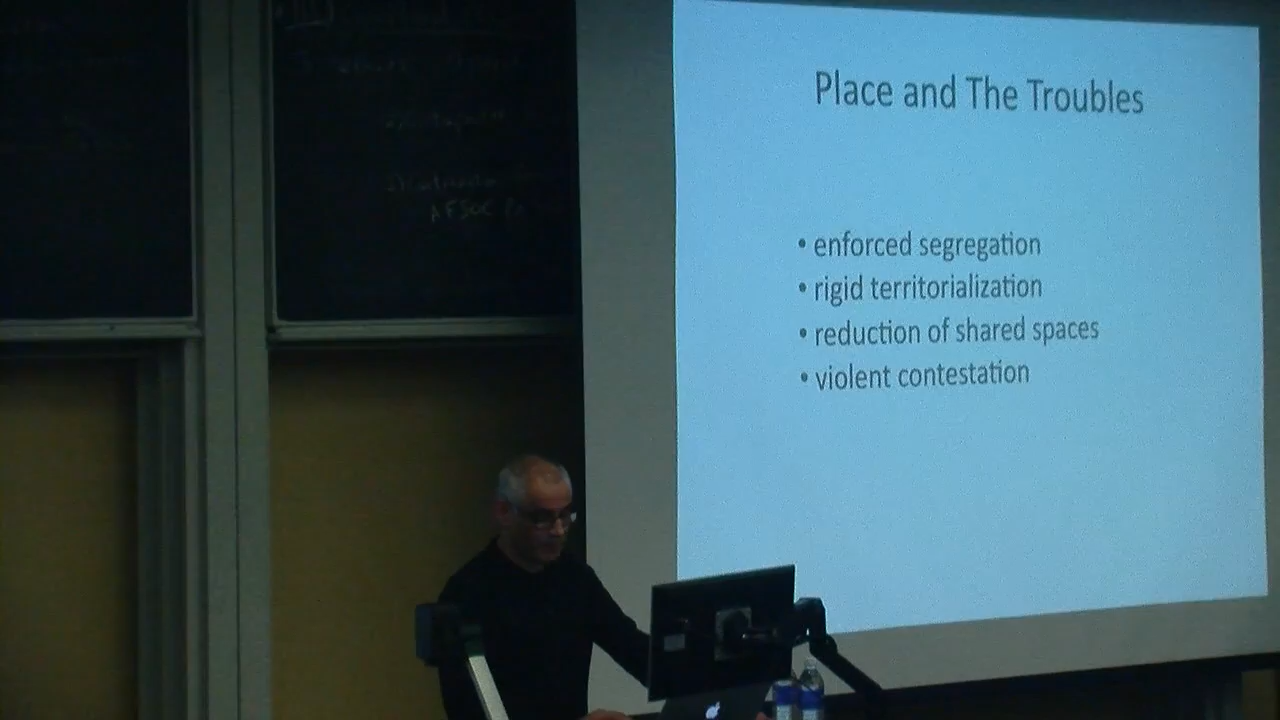 Place and The Troubles
• enforced segregation
• rigid territorialization
• reduction of shared spaces
• violent contestation